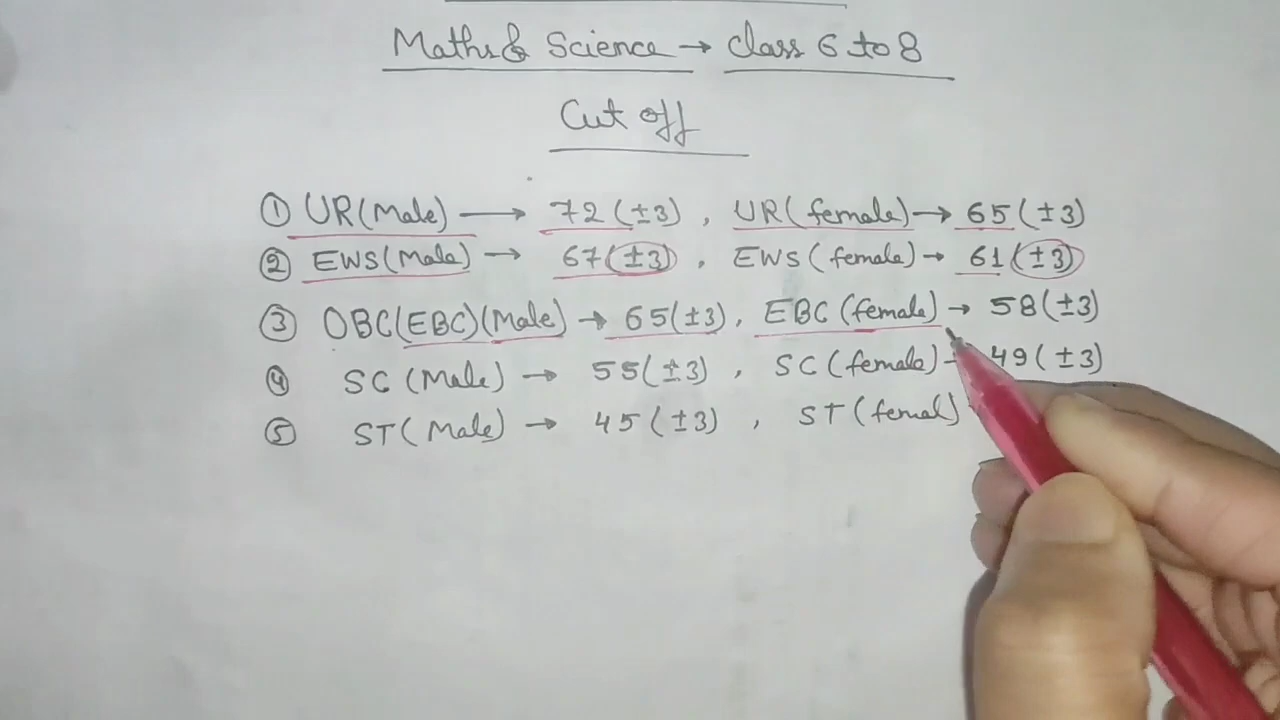 Maths & Science → class 6 to 8
Cut off
① UR (Male) → 72 (±3) , UR (female) → 65 (±3)
② EWS (Male) → 67 (±3) , EWS (female) → 61 (±3)
③ OBC (EBC) (Male) → 65 (±3) , EBC (female) → 58 (±3)
④ SC (Male) → 55 (±3) , SC (female) → 49 (±3)
⑤ ST (Male) → 45 (±3) , ST (femal)